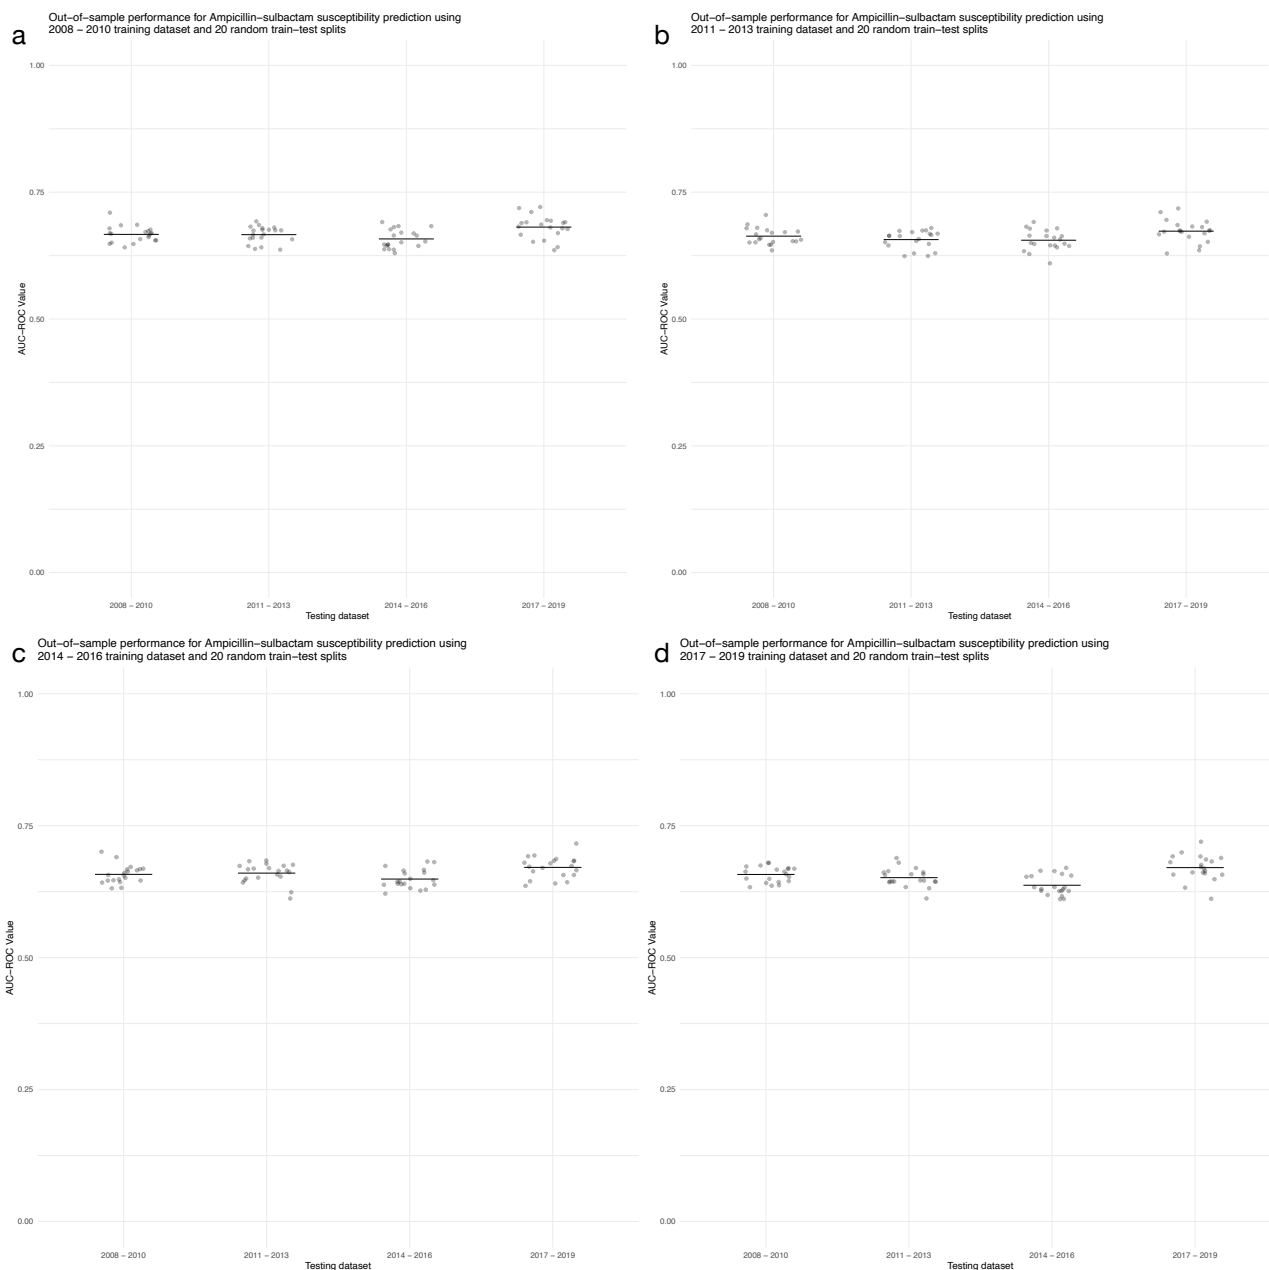 a
Out−of−sample performance for Ampicillin−sulbactam susceptibility prediction using
2008 − 2010 training dataset and 20 random train−test splits
1.00
0.75
0.50
0.25
0.00
AUC−ROC Value
2008 − 2010
2011 − 2013
2014 − 2016
2017 − 2019
Testing dataset
b
Out−of−sample performance for Ampicillin−sulbactam susceptibility prediction using
2011 − 2013 training dataset and 20 random train−test splits
1.00
0.75
0.50
0.25
0.00
AUC−ROC Value
2008 − 2010
2011 − 2013
2014 − 2016
2017 − 2019
Testing dataset
c
Out−of−sample performance for Ampicillin−sulbactam susceptibility prediction using
2014 − 2016 training dataset and 20 random train−test splits
1.00
0.75
0.50
0.25
0.00
AUC−ROC Value
2008 − 2010
2011 − 2013
2014 − 2016
2017 − 2019
Testing dataset
d
Out−of−sample performance for Ampicillin−sulbactam susceptibility prediction using
2017 − 2019 training dataset and 20 random train−test splits
1.00
0.75
0.50
0.25
0.00
AUC−ROC Value
2008 − 2010
2011 − 2013
2014 − 2016
2017 − 2019
Testing dataset